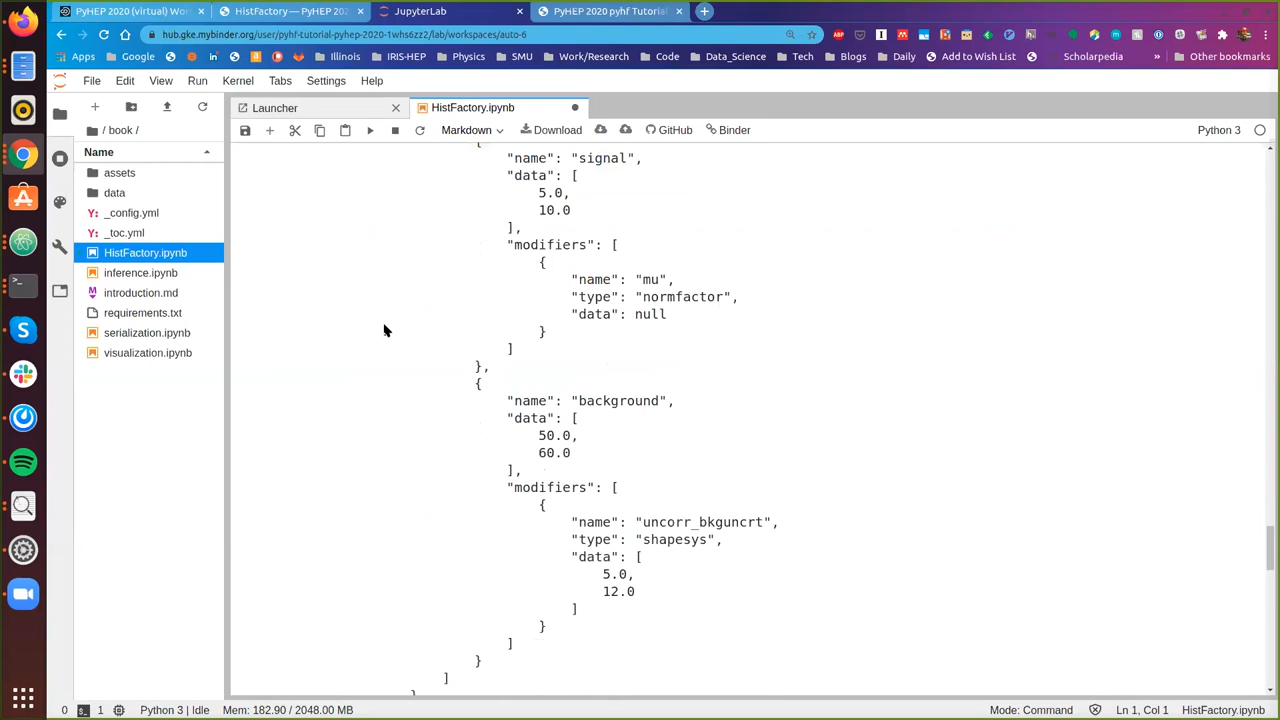 PyHEP 2020 (virtual) Wor
HistFactory — PyHEP 202
JupyterLab
PyHEP 2020 pyhf Tutorial
hub.gke.mybinder.org/user/pyhf-tutorial-pyhep-2020-1whs6zz2/lab/workspaces/auto-6
Apps
Google
Illinois
IRIS-HEP
Physics
SMU
Work/Research
Code
Data_Science
Tech
Blogs
Daily
Add to Wish List
Scholarpedia
»
Other bookmarks
File Edit View Run Kernel Tabs Settings Help
Launcher
HistFactory.ipynb
/ book /
Markdown
Download
GitHub
Binder
Python 3
Name
assets
data
_config.yml
_toc.yml
HistFactory.ipynb
inference.ipynb
introduction.md
requirements.txt
serialization.ipynb
visualization.ipynb
{
"name": "signal",
"data": [
5.0,
10.0
],
"modifiers": [
{
"name": "mu",
"type": "normfactor",
"data": null
}
]
},
{
"name": "background",
"data": [
50.0,
60.0
],
"modifiers": [
{
"name": "uncorr_bkguncrt",
"type": "shapesys",
"data": [
5.0,
12.0
]
}
]
}
]
}
0
1
Python 3 | Idle
Mem: 182.90 / 2048.00 MB
Mode: Command
Ln 1, Col 1
HistFactory.ipynb